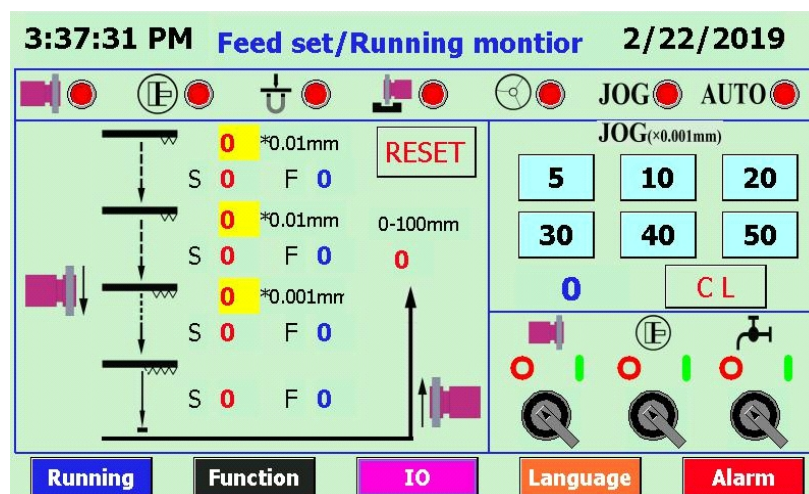 3:37:31 PM Feed set/Running montior 2/22/2019
JOG AUTO
0 *0.01mm
S 0 F 0
RESET
0 *0.01mm
S 0 F 0
0-100mm
0
0 *0.001mm
S 0 F 0
S 0 F 0
JOG(×0.001mm)
5 10 20
30 40 50
0 CL
Running Function IO Language Alarm